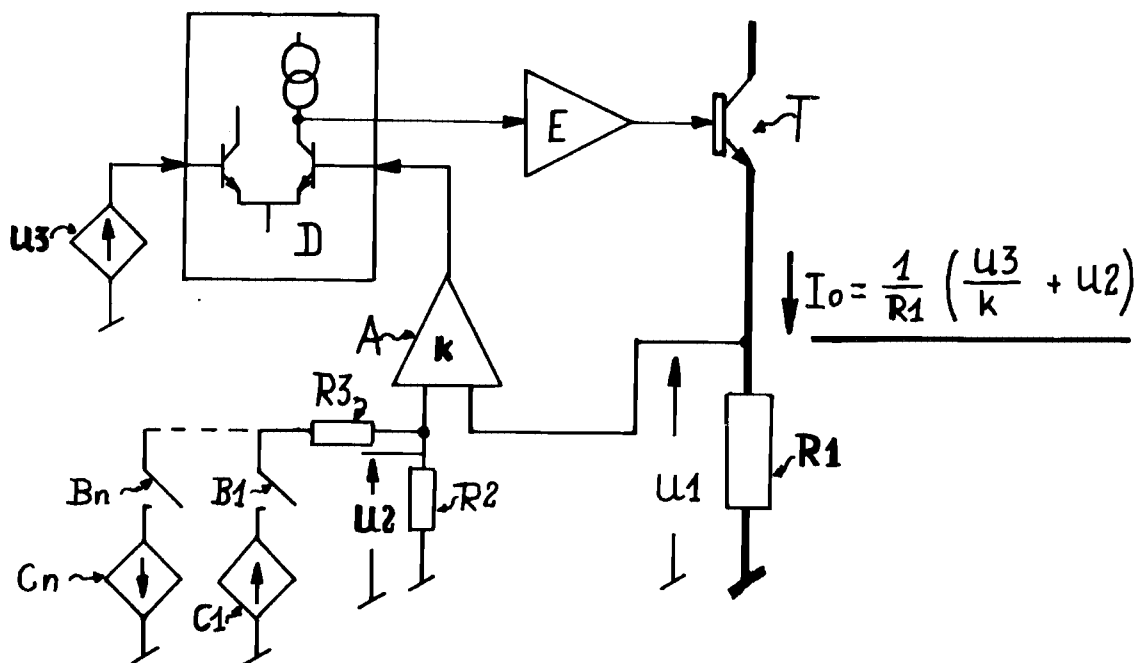 E
T
U3
D
I₀ = 1/R1 ( U3/k + U2 )
A
k
R3
Bn
B1
U2
R2
U1
R1
Cn
C1